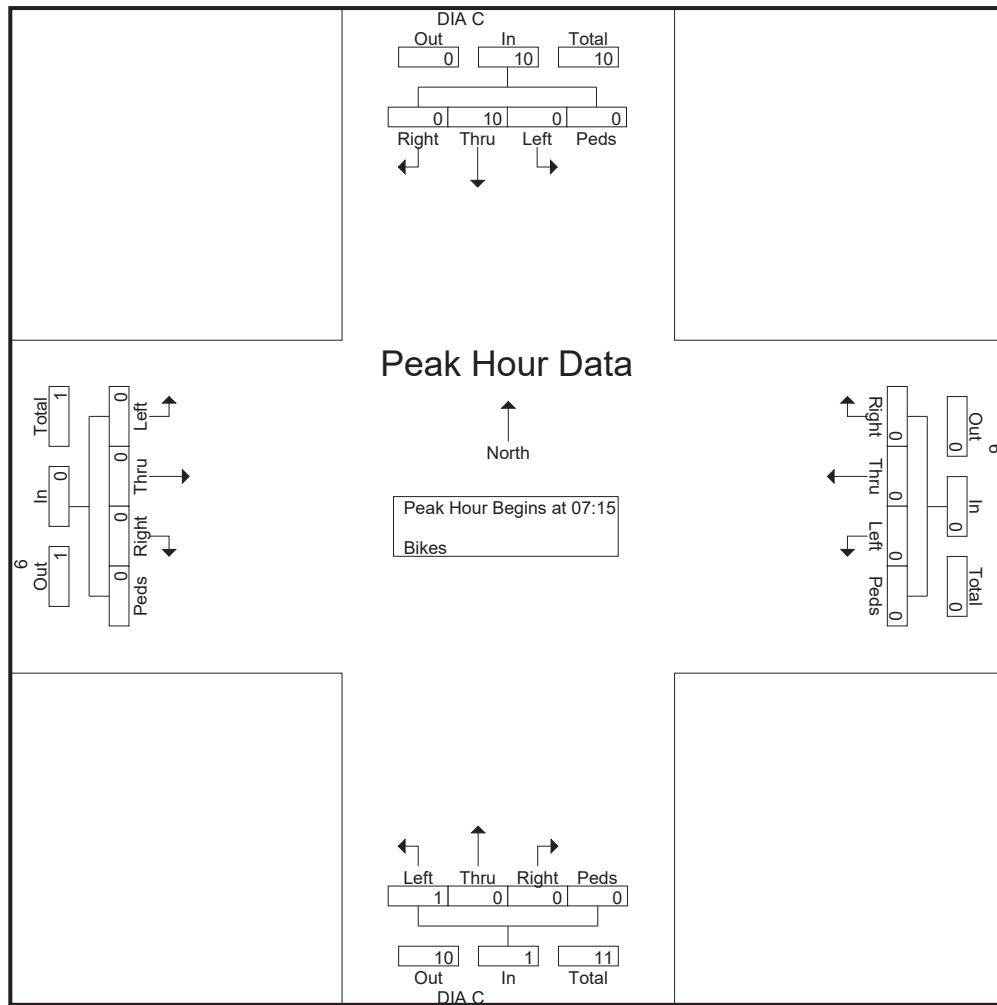 DIA C
Out In Total
0 10 10
0 10 0 0
Right Thru Left Peds
Peak Hour Data
North
Peak Hour Begins at 07:15
Bikes
Total In Out
1 0 1
6
0 0 0 0
Left Thru Right Peds
Right Thru Left Peds
0 0 0 0
Out In Total
0 0 0
6
Left Thru Right Peds
1 0 0 0
10 1 11
Out In Total
DIA C